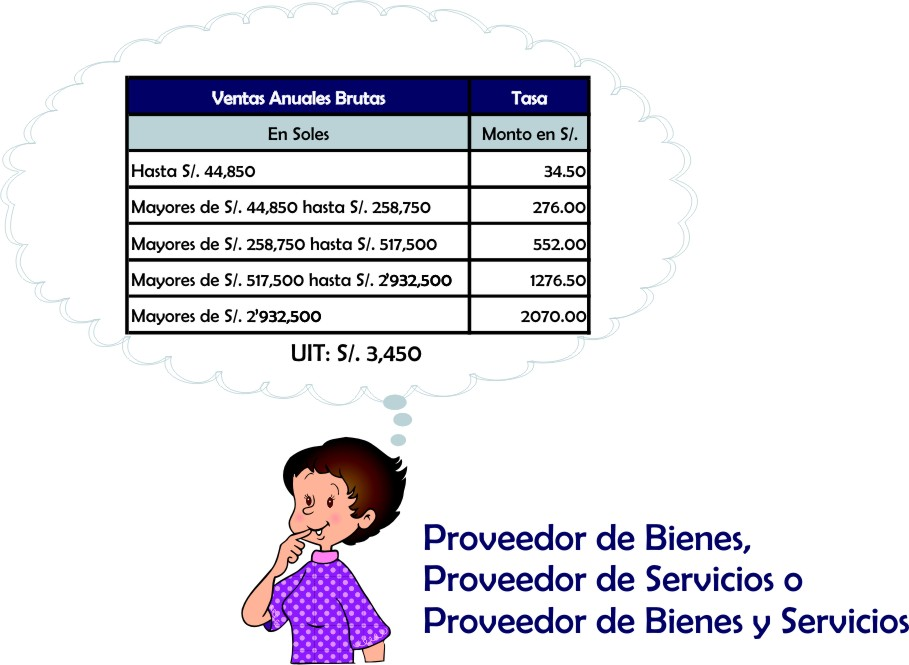 Ventas Anuales Brutas Tasa
En Soles Monto en S/.
Hasta S/. 44,850 34.50
Mayores de S/. 44,850 hasta S/. 258,750 276.00
Mayores de S/. 258,750 hasta S/. 517,500 552.00
Mayores de S/. 517,500 hasta S/. 2'932,500 1276.50
Mayores de S/. 2'932,500 2070.00
UIT: S/. 3,450
Proveedor de Bienes,
Proveedor de Servicios o
Proveedor de Bienes y Servicios